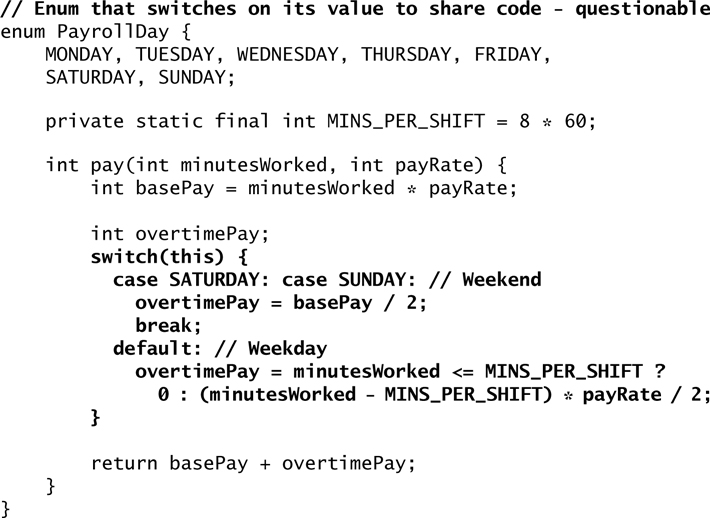 // Enum that switches on its value to share code - questionable
enum PayrollDay {
    MONDAY, TUESDAY, WEDNESDAY, THURSDAY, FRIDAY,
    SATURDAY, SUNDAY;
    private static final int MINS_PER_SHIFT = 8 * 60;
    int pay(int minutesWorked, int payRate) {
        int basePay = minutesWorked * payRate;
        int overtimePay;
        switch(this) {
          case SATURDAY: case SUNDAY: // Weekend
            overtimePay = basePay / 2;
            break;
          default: // Weekday
            overtimePay = minutesWorked <= MINS_PER_SHIFT ?
              0 : (minutesWorked - MINS_PER_SHIFT) * payRate / 2;
        }
        return basePay + overtimePay;
    }
}